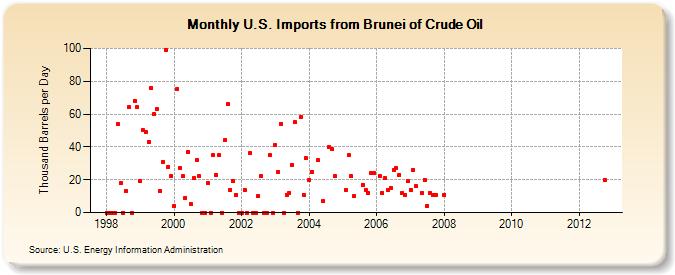 Monthly U.S. Imports from Brunei of Crude Oil
Thousand Barrels per Day
100
80
60
40
20
0
1998 2000 2002 2004 2006 2008 2010 2012
Source: U.S. Energy Information Administration